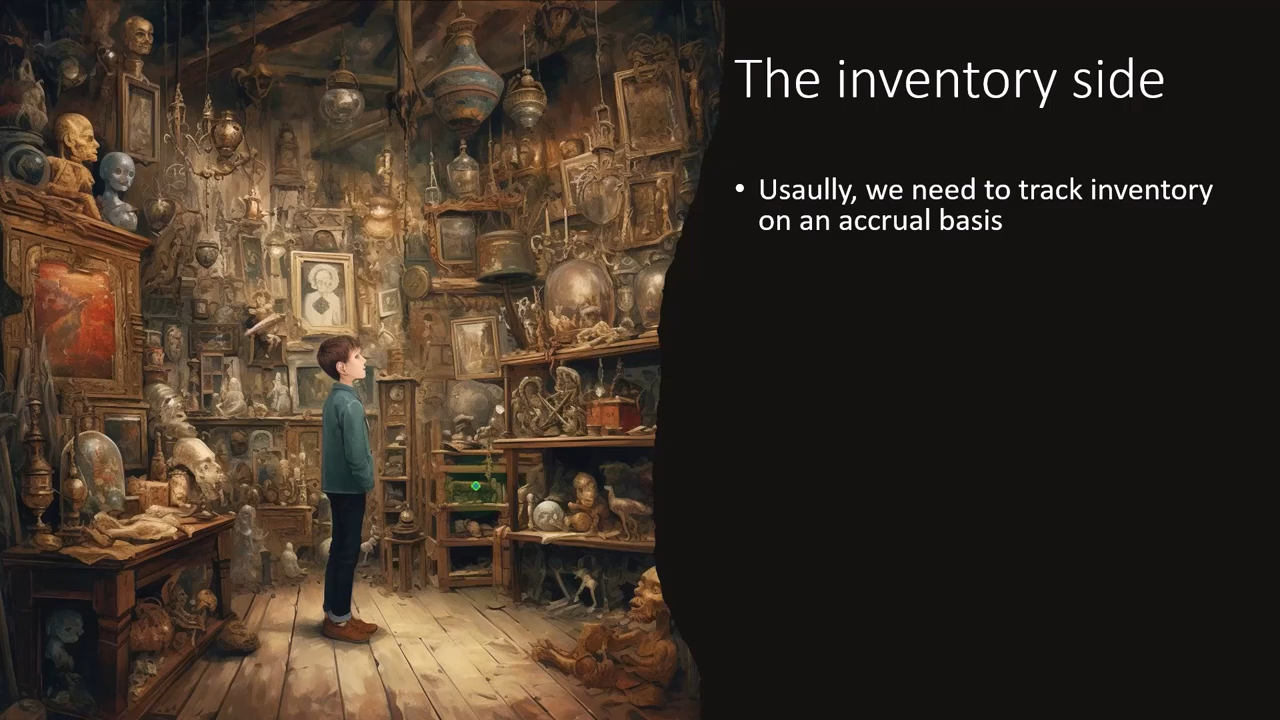 The inventory side
• Usaully, we need to track inventory
on an accrual basis